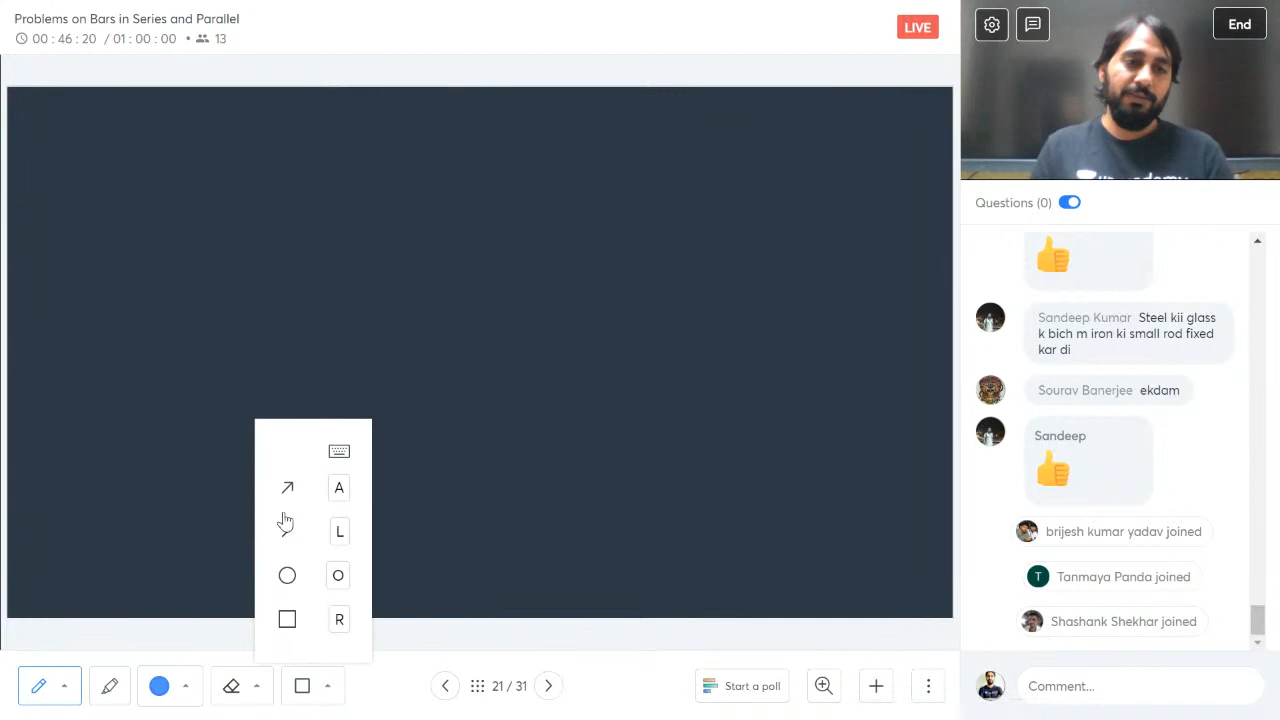 Problems on Bars in Series and Parallel
00 : 46 : 20 / 01 : 00 : 00 • 13
LIVE
End
Questions (0)
Sandeep Kumar Steel kii glass
k bich m iron ki small rod fixed
kar di
Sourav Banerjee ekdam
Sandeep
brijesh kumar yadav joined
T Tanmaya Panda joined
Shashank Shekhar joined
A
L
O
R
21 / 31
Start a poll
Comment...